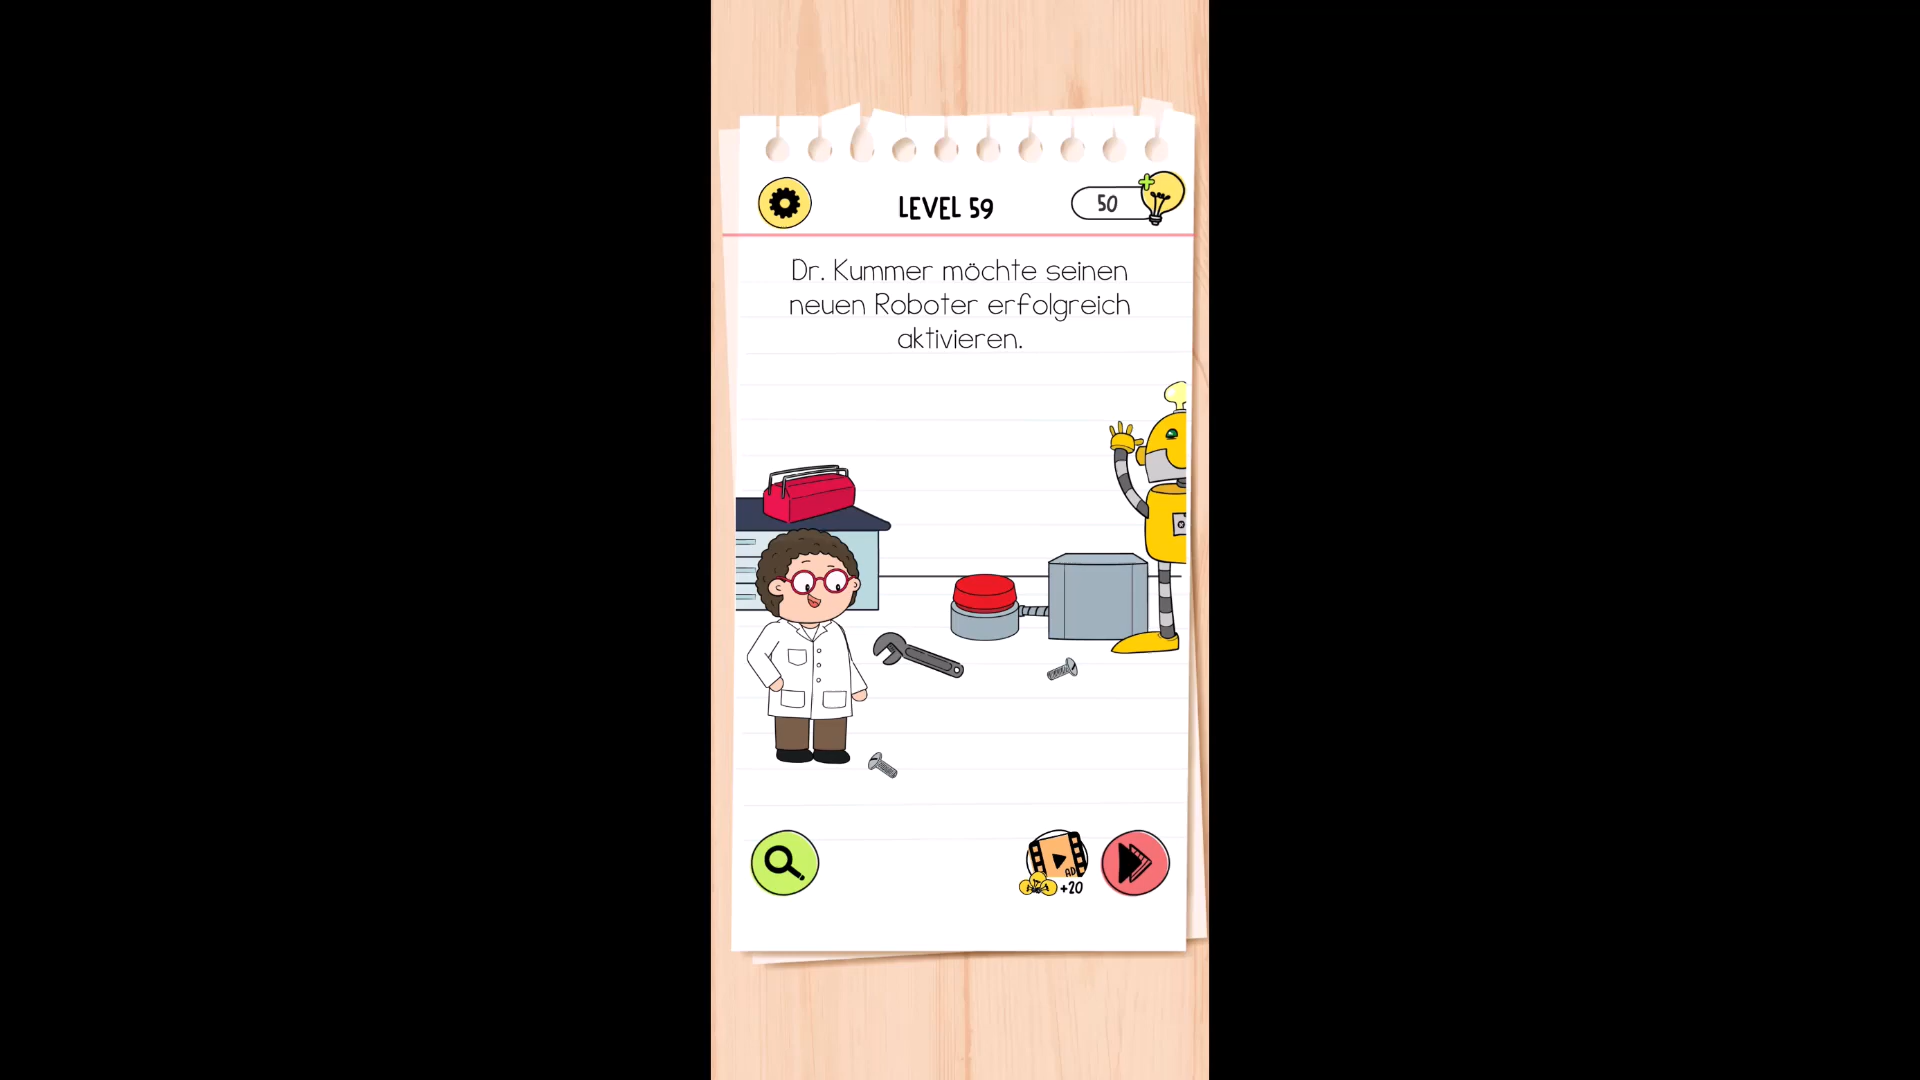 LEVEL 59
50
Dr. Kummer möchte seinen
neuen Roboter erfolgreich
aktivieren.
AD
+20